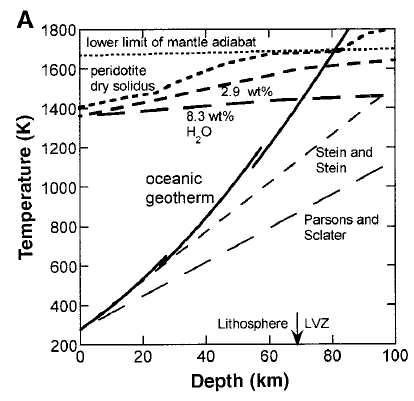 A
1800
1600
1400
1200
1000
800
600
400
200
Temperature (K)
lower limit of mantle adiabat
peridotite
dry solidus
2.9 wt%
8.3 wt%
H₂O
oceanic
geotherm
Stein and
Stein
Parsons and
Sclater
Lithosphere
LVZ
0
20
40
60
80
100
Depth (km)